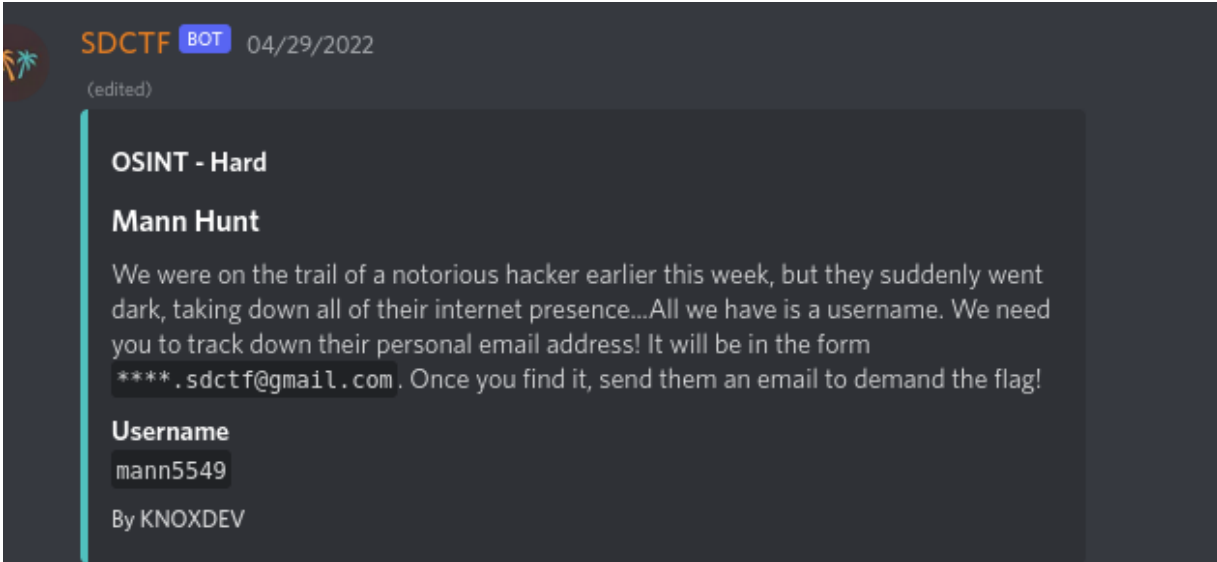 SDCTF BOT 04/29/2022
(edited)
OSINT - Hard
Mann Hunt
We were on the trail of a notorious hacker earlier this week, but they suddenly went
dark, taking down all of their internet presence...All we have is a username. We need
you to track down their personal email address! It will be in the form
****.sdctf@gmail.com. Once you find it, send them an email to demand the flag!
Username
mann5549
By KNOXDEV